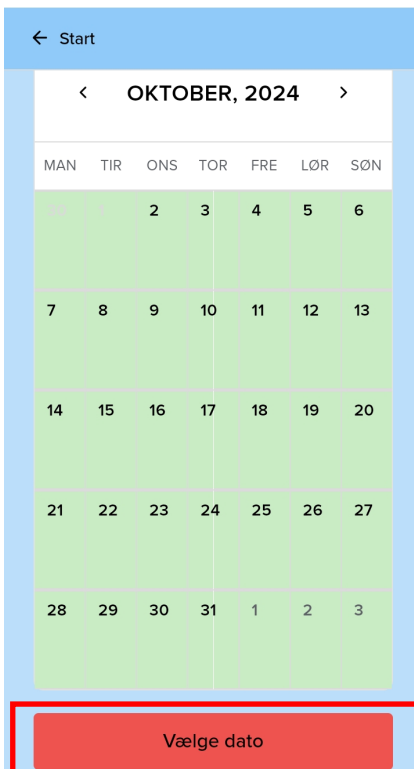 ← Start
< OKTOBER, 2024 >
MAN TIR ONS TOR FRE LØR SØN
30 1 2 3 4 5 6
7 8 9 10 11 12 13
14 15 16 17 18 19 20
21 22 23 24 25 26 27
28 29 30 31 1 2 3
Vælge dato